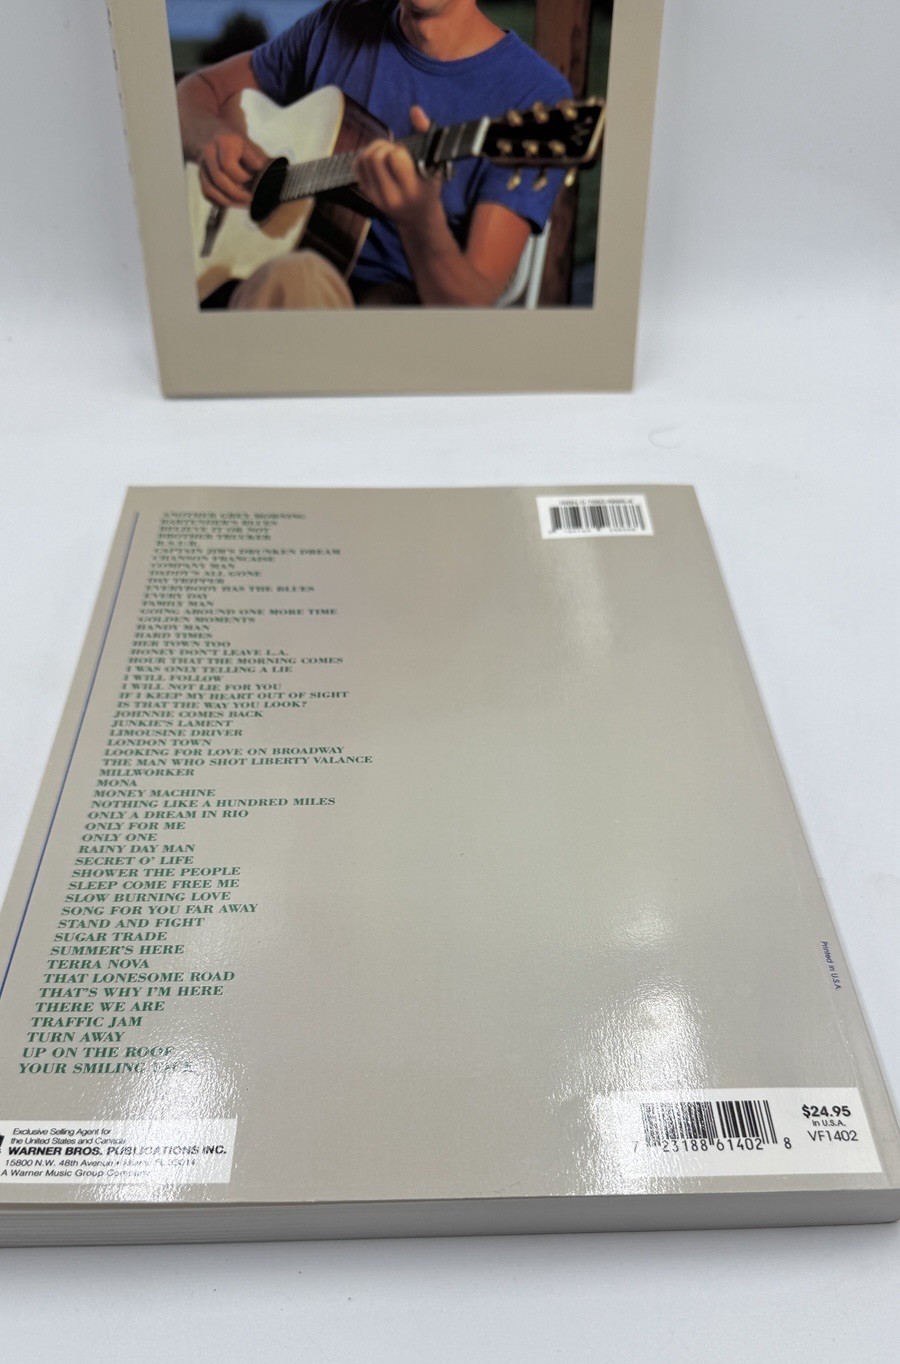 ANOTHER GREY MORNING
BARTENDER'S BLUES
BELIEVE IT OR NOT
BROTHER TRUCKER
B.S.U.R.
CAPTAIN JIM'S DRUNKEN DREAM
CHANSON FRANCAISE
COMPANY MAN
DADDY'S ALL GONE
DAY TRIPPER
EVERYBODY HAS THE BLUES
EVERY DAY
FAMILY MAN
GOING AROUND ONE MORE TIME
GOLDEN MOMENTS
HANDY MAN
HARD TIMES
HER TOWN TOO
HONEY DON'T LEAVE L.A.
HOUR THAT THE MORNING COMES
I WAS ONLY TELLING A LIE
I WILL FOLLOW
I WILL NOT LIE FOR YOU
IF I KEEP MY HEART OUT OF SIGHT
IS THAT THE WAY YOU LOOK?
JOHNNIE COMES BACK
JUNKIE'S LAMENT
LIMOUSINE DRIVER
LONDON TOWN
LOOKING FOR LOVE ON BROADWAY
THE MAN WHO SHOT LIBERTY VALANCE
MILLWORKER
MONA
MONEY MACHINE
NOTHING LIKE A HUNDRED MILES
ONLY A DREAM IN RIO
ONLY FOR ME
ONLY ONE
RAINY DAY MAN
SECRET O' LIFE
SHOWER THE PEOPLE
SLEEP COME FREE ME
SLOW BURNING LOVE
SONG FOR YOU FAR AWAY
STAND AND FIGHT
SUGAR TRADE
SUMMER'S HERE
TERRA NOVA
THAT LONESOME ROAD
THAT'S WHY I'M HERE
THERE WE ARE
TRAFFIC JAM
TURN AWAY
UP ON THE ROOF
YOUR SMILING FACE
Printed in U.S.A.
Exclusive Selling Agent for
the United States and Canada
WARNER BROS. PUBLICATIONS INC.
15800 N.W. 48th Avenue • Miami, FL 33014
A Warner Music Group Company
7 23188 61402 8
$24.95
in U.S.A.
VF1402